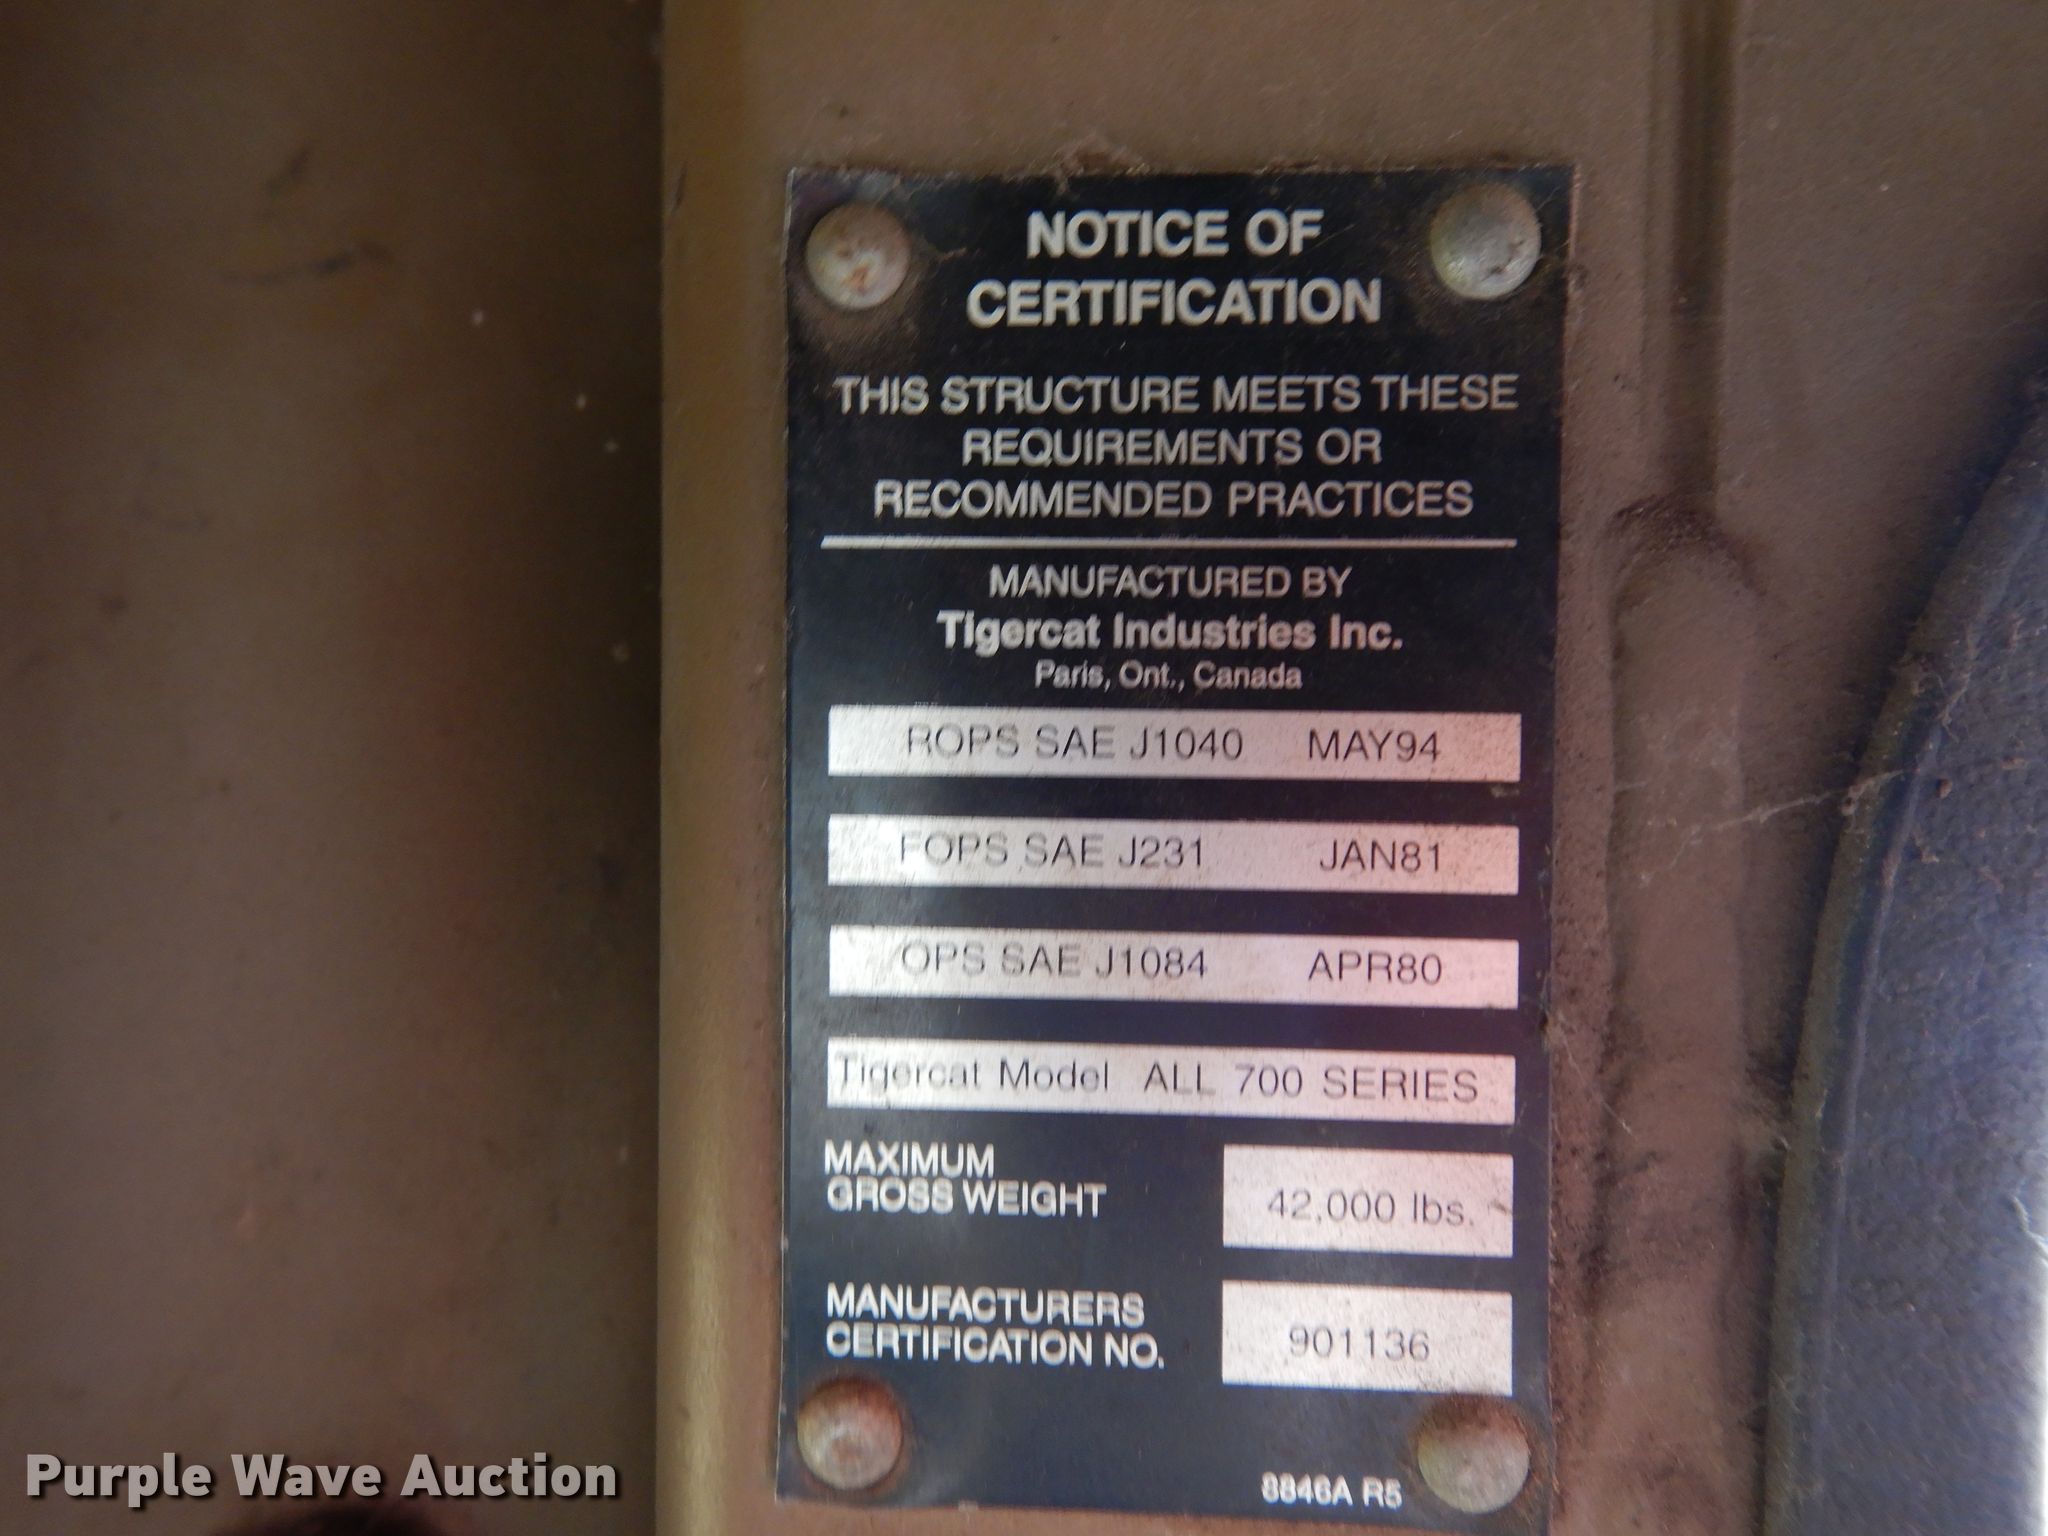 NOTICE OF
CERTIFICATION
THIS STRUCTURE MEETS THESE
REQUIREMENTS OR
RECOMMENDED PRACTICES
MANUFACTURED BY
Tigercat Industries Inc.
Paris, Ont., Canada
ROPS SAE J1040 MAY94
FOPS SAE J231 JAN81
OPS SAE J1084 APR80
Tigercat Model ALL 700 SERIES
MAXIMUM
GROSS WEIGHT 42,000 lbs.
MANUFACTURERS
CERTIFICATION NO. 901136
8846A R5
Purple Wave Auction